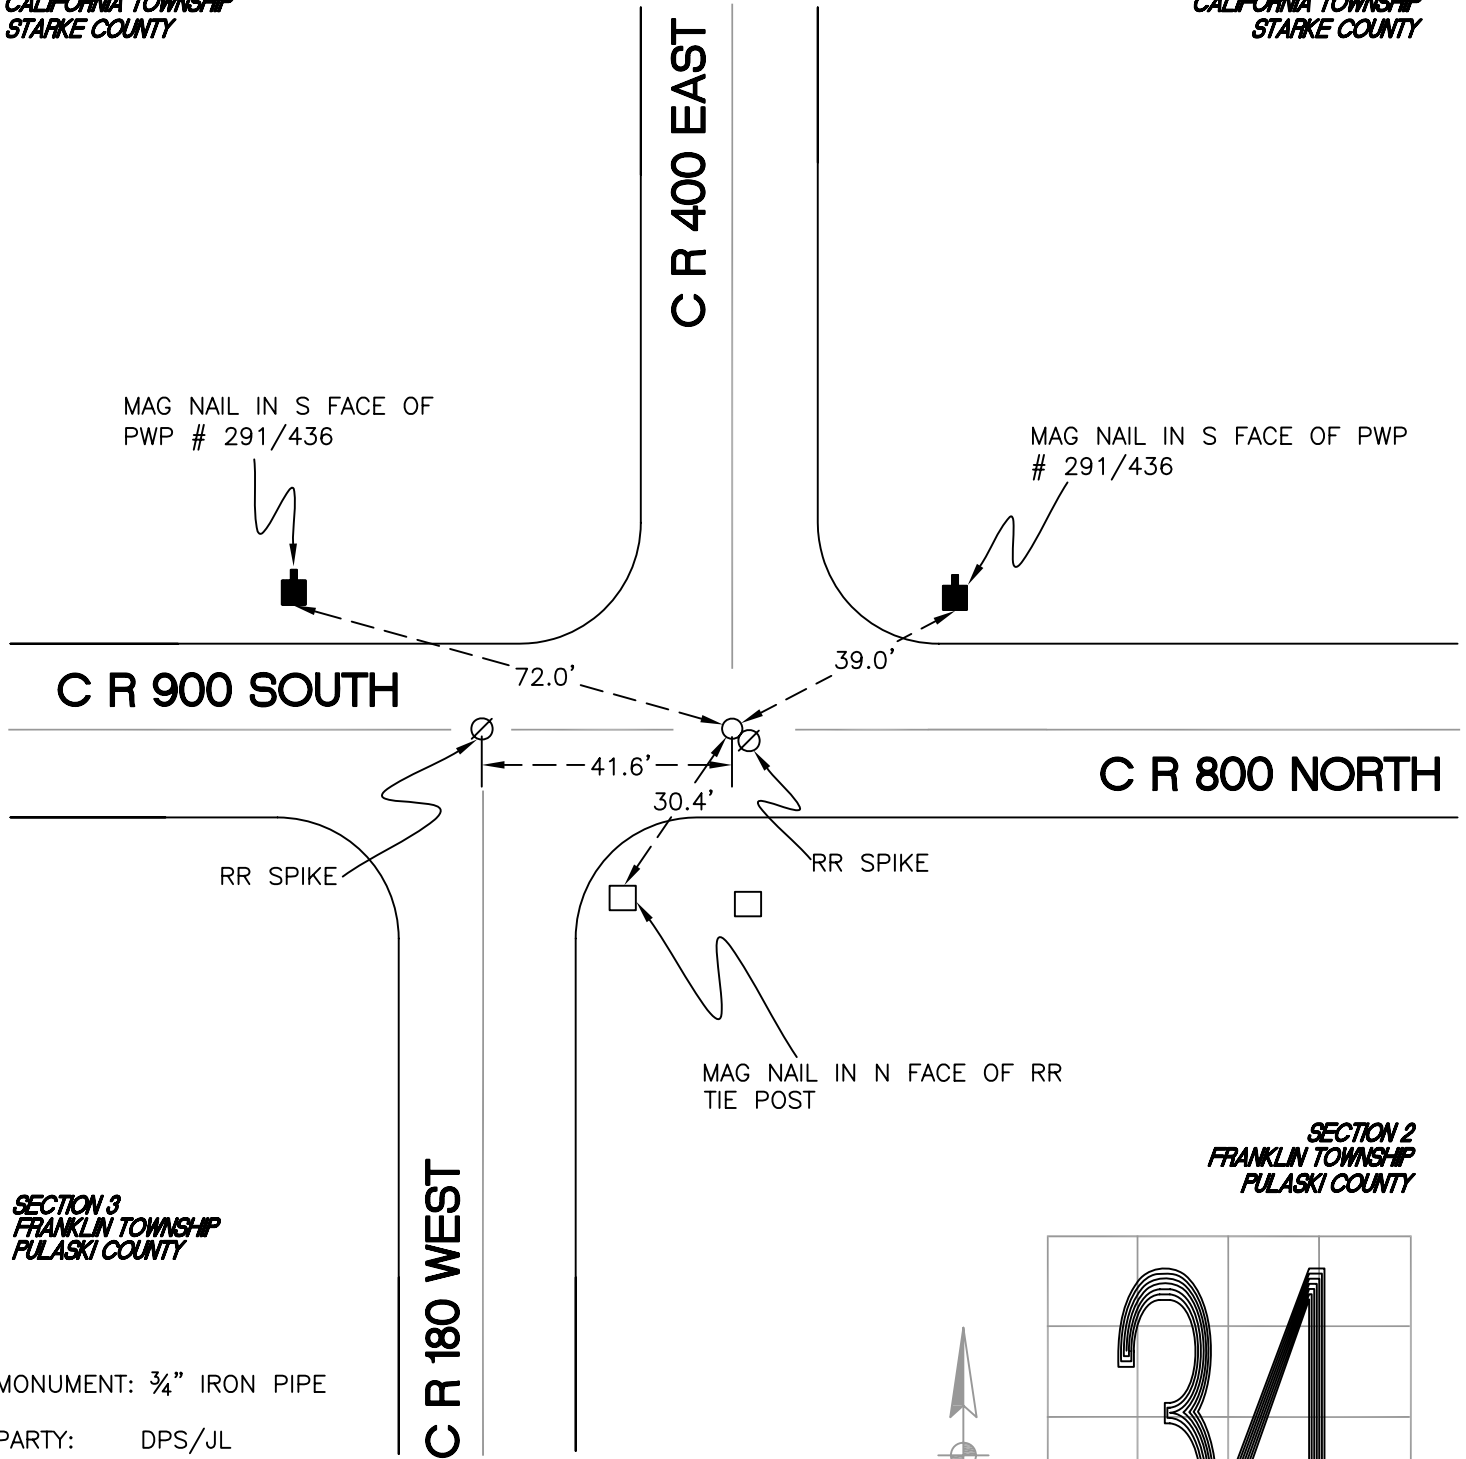 CALIFORNIA TOWNSHIP
STARKE COUNTY
CALIFORNIA TOWNSHIP
STARKE COUNTY
C R 400 EAST
MAG NAIL IN S FACE OF
PWP # 291/436
MAG NAIL IN S FACE OF PWP
# 291/436
72.0'
39.0'
C R 900 SOUTH
41.6'
C R 800 NORTH
30.4'
RR SPIKE
RR SPIKE
MAG NAIL IN N FACE OF RR
TIE POST
SECTION 2
FRANKLIN TOWNSHIP
PULASKI COUNTY
SECTION 3
FRANKLIN TOWNSHIP
PULASKI COUNTY
C R 180 WEST
34
MONUMENT: ¾" IRON PIPE
PARTY: DPS/JL